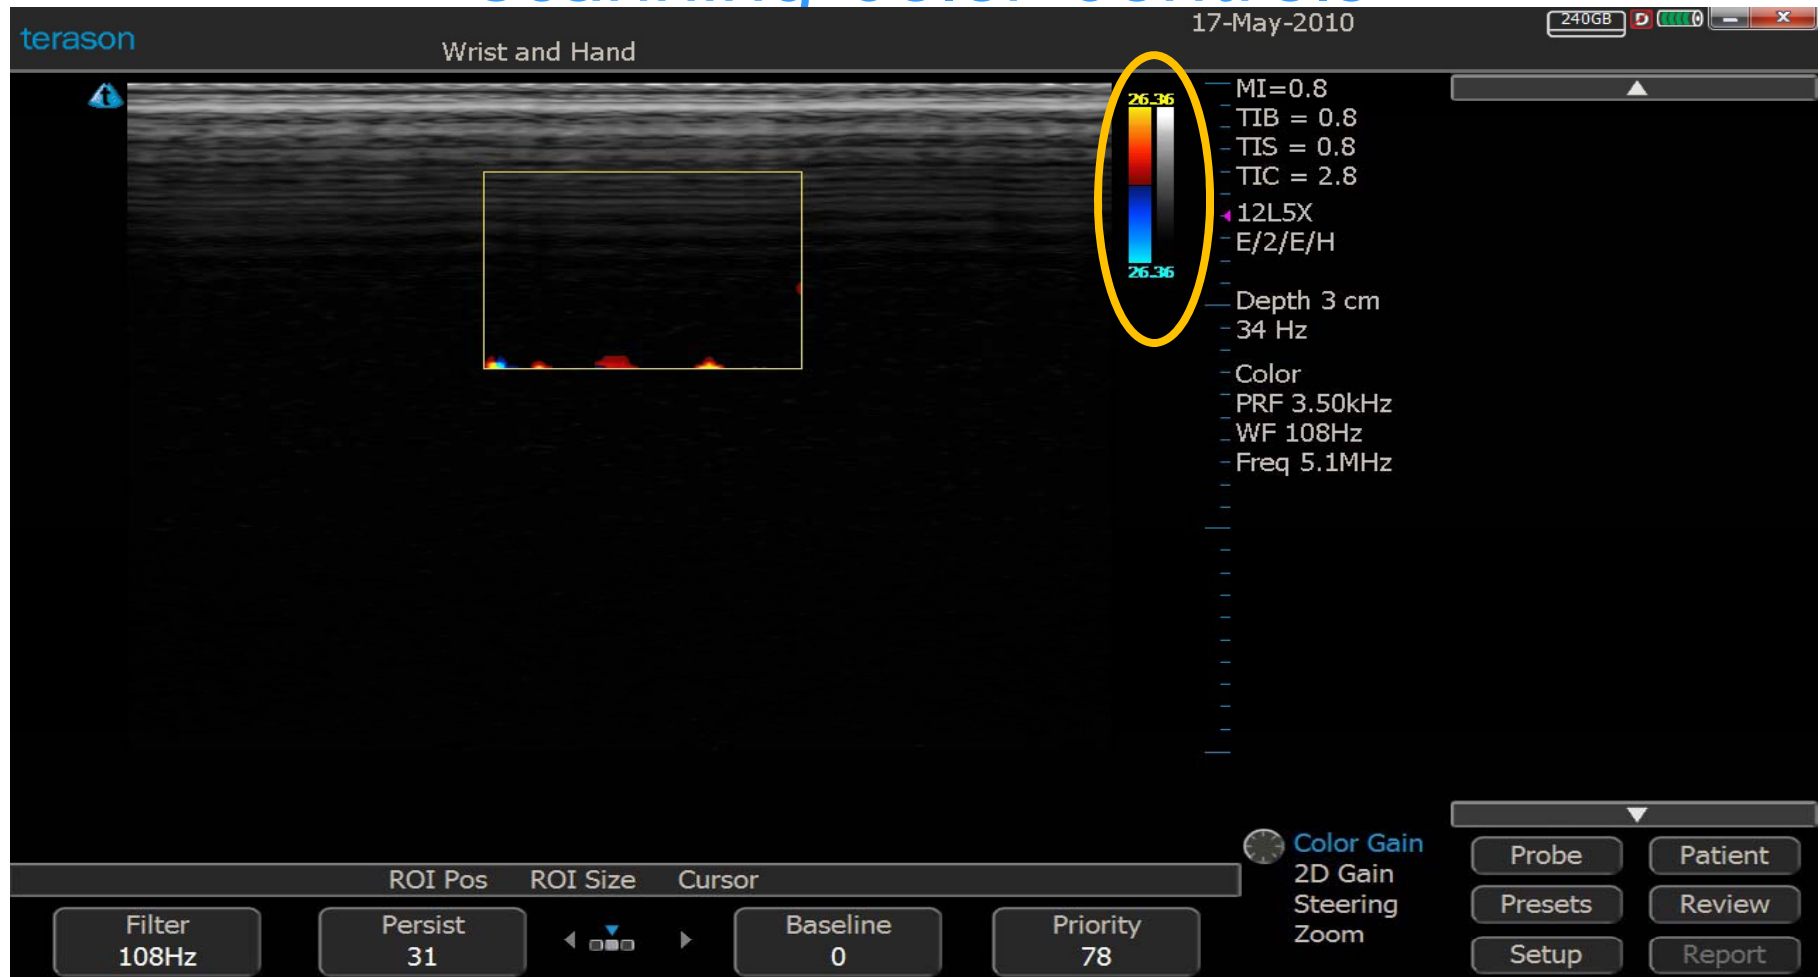 Scanning Color Controls
17-May-2010
240GB
D
terason
Wrist and Hand
t
26.36
26.36
MI=0.8
TIB = 0.8
TIS = 0.8
TIC = 2.8
12L5X
E/2/E/H
Depth 3 cm
34 Hz
Color
PRF 3.50kHz
WF 108Hz
Freq 5.1MHz
Color Gain
2D Gain
Steering
Zoom
Probe
Patient
Presets
Review
Setup
Report
ROI Pos ROI Size Cursor
Filter
108Hz
Persist
31
Baseline
0
Priority
78